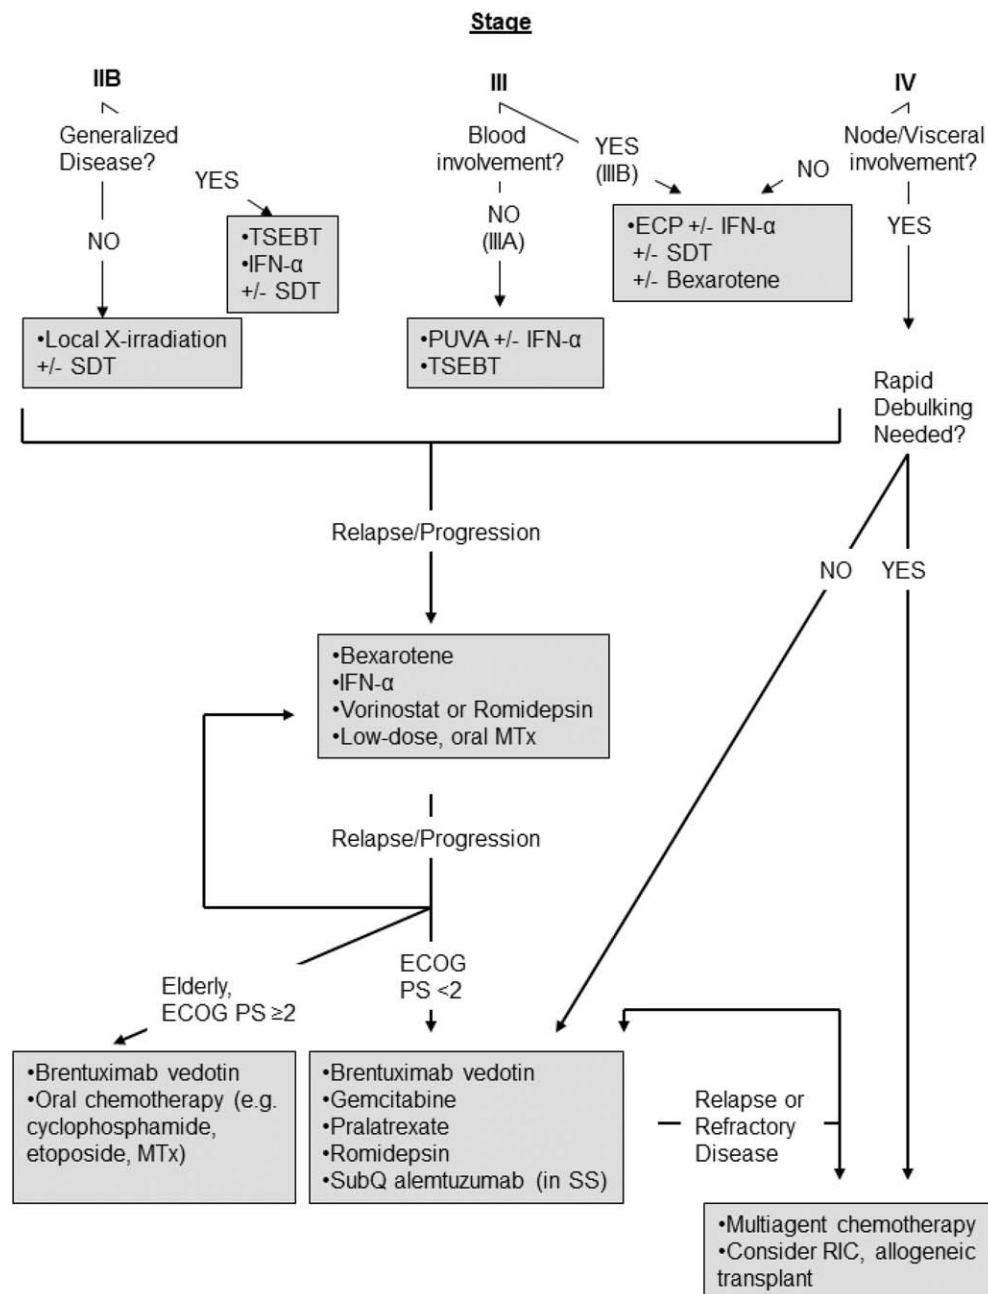 Stage
IIB
III
IV
Generalized
Disease?
YES
NO
Blood
involvement?
YES
(IIIB)
NO
(IIIA)
Node/Visceral
involvement?
NO
YES
•TSEBT
•IFN-α
+/- SDT
•ECP +/- IFN-α
+/- SDT
+/- Bexarotene
•Local X-irradiation
+/- SDT
•PUVA +/- IFN-α
•TSEBT
Rapid
Debulking
Needed?
Relapse/Progression
NO
YES
•Bexarotene
•IFN-α
•Vorinostat or Romidepsin
•Low-dose, oral MTx
Relapse/Progression
Elderly,
ECOG PS ≥2
ECOG
PS <2
•Brentuximab vedotin
•Oral chemotherapy (e.g.
cyclophosphamide,
etoposide, MTx)
•Brentuximab vedotin
•Gemcitabine
•Pralatrexate
•Romidepsin
•SubQ alemtuzumab (in SS)
Relapse or
Refractory
Disease
•Multiagent chemotherapy
•Consider RIC, allogeneic
transplant